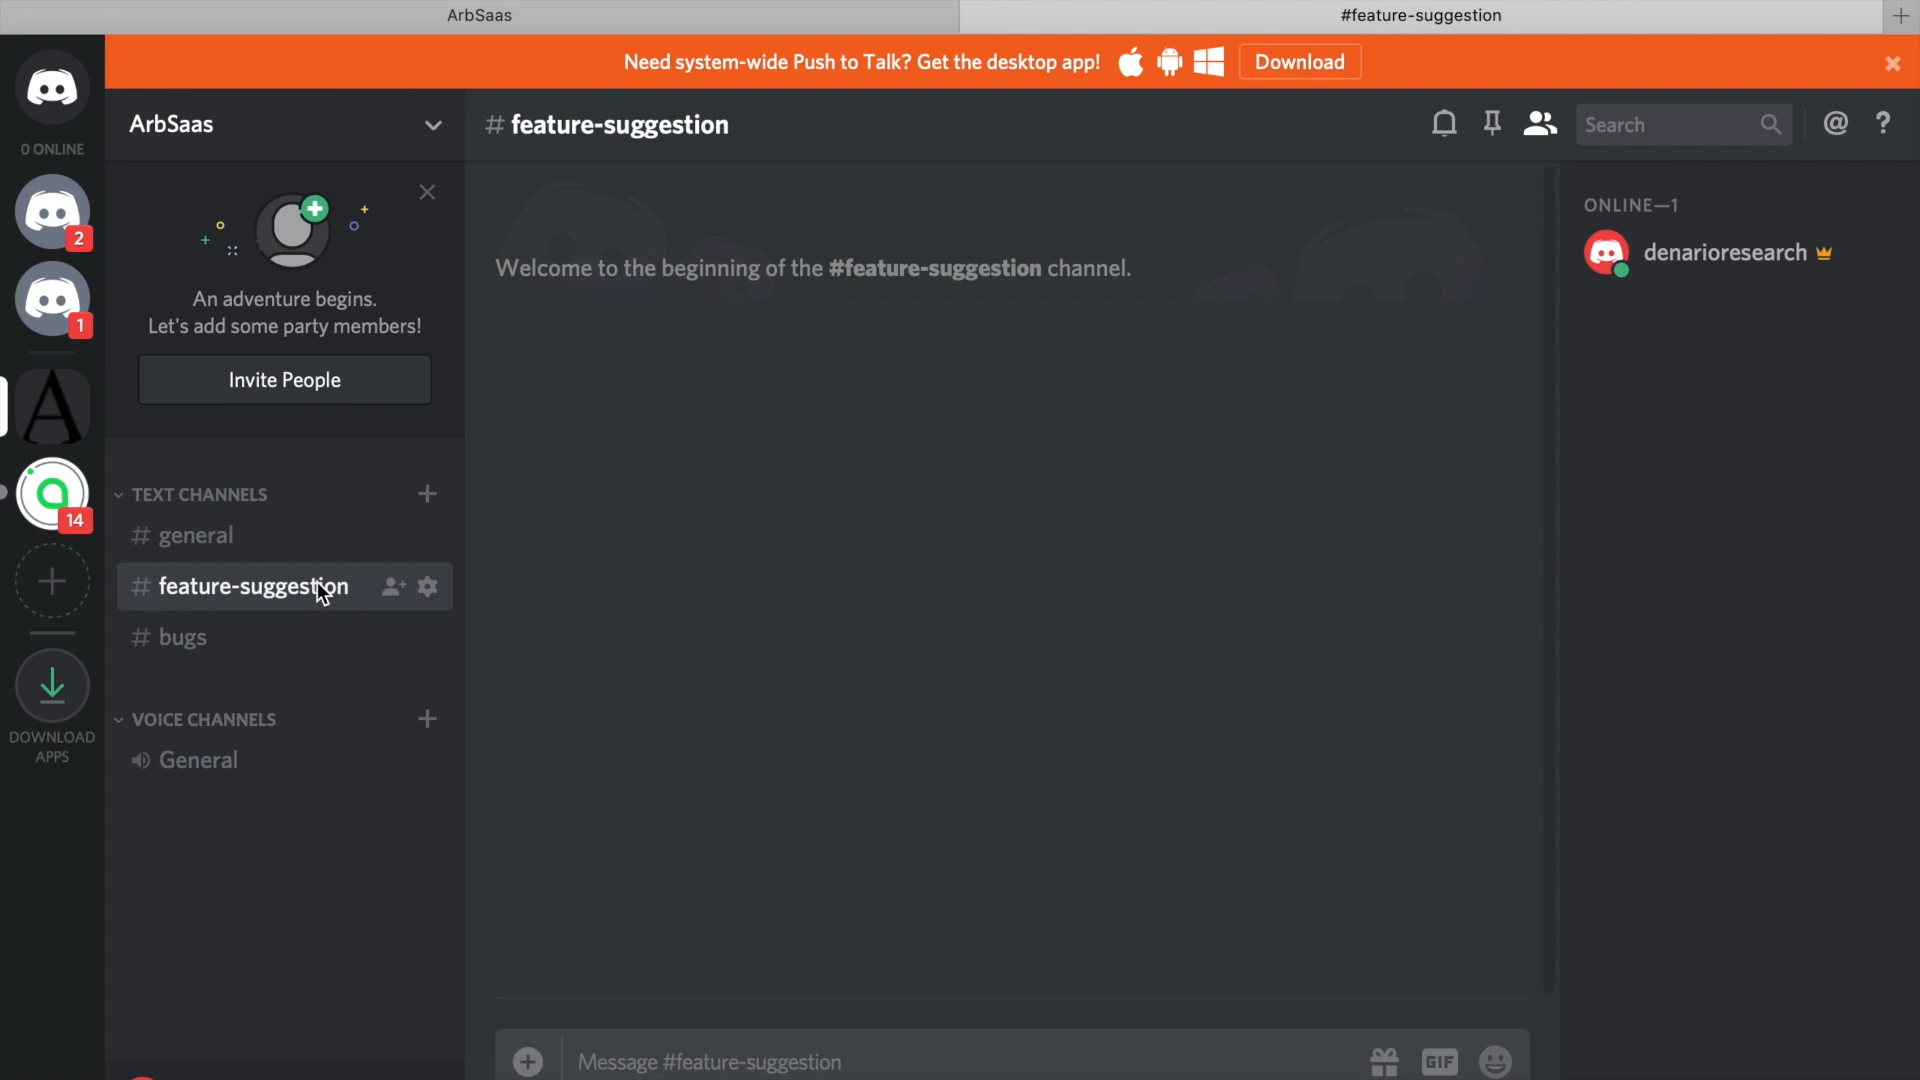 ArbSaas
#feature-suggestion
Need system-wide Push to Talk? Get the desktop app!
Download
0 ONLINE
2
1
A
14
DOWNLOAD
APPS
ArbSaas
An adventure begins.
Let's add some party members!
Invite People
TEXT CHANNELS
# general
# feature-suggestion
# bugs
VOICE CHANNELS
General
# feature-suggestion
Search
@ ?
Welcome to the beginning of the #feature-suggestion channel.
Message #feature-suggestion
GIF
ONLINE—1
denarioresearch